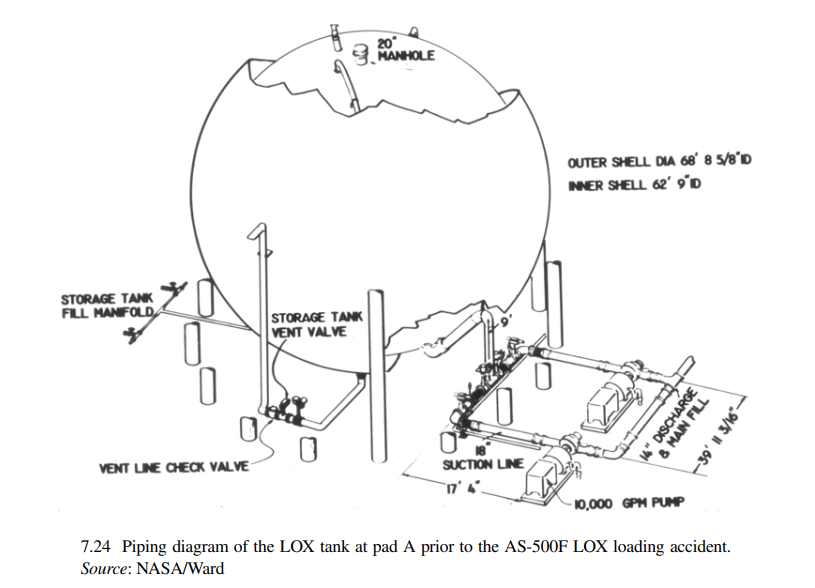 20"
MANHOLE
OUTER SHELL DIA 68' 8 5/8"ID
INNER SHELL 62' 9"ID
STORAGE TANK
FILL MANIFOLD
STORAGE TANK
VENT VALVE
9'
14" DISCHARGE
& MAIN FILL
39' 11 3/16"
18"
SUCTION LINE
VENT LINE CHECK VALVE
17' 4"
10,000 GPM PUMP
7.24 Piping diagram of the LOX tank at pad A prior to the AS-500F LOX loading accident.
Source: NASA/Ward